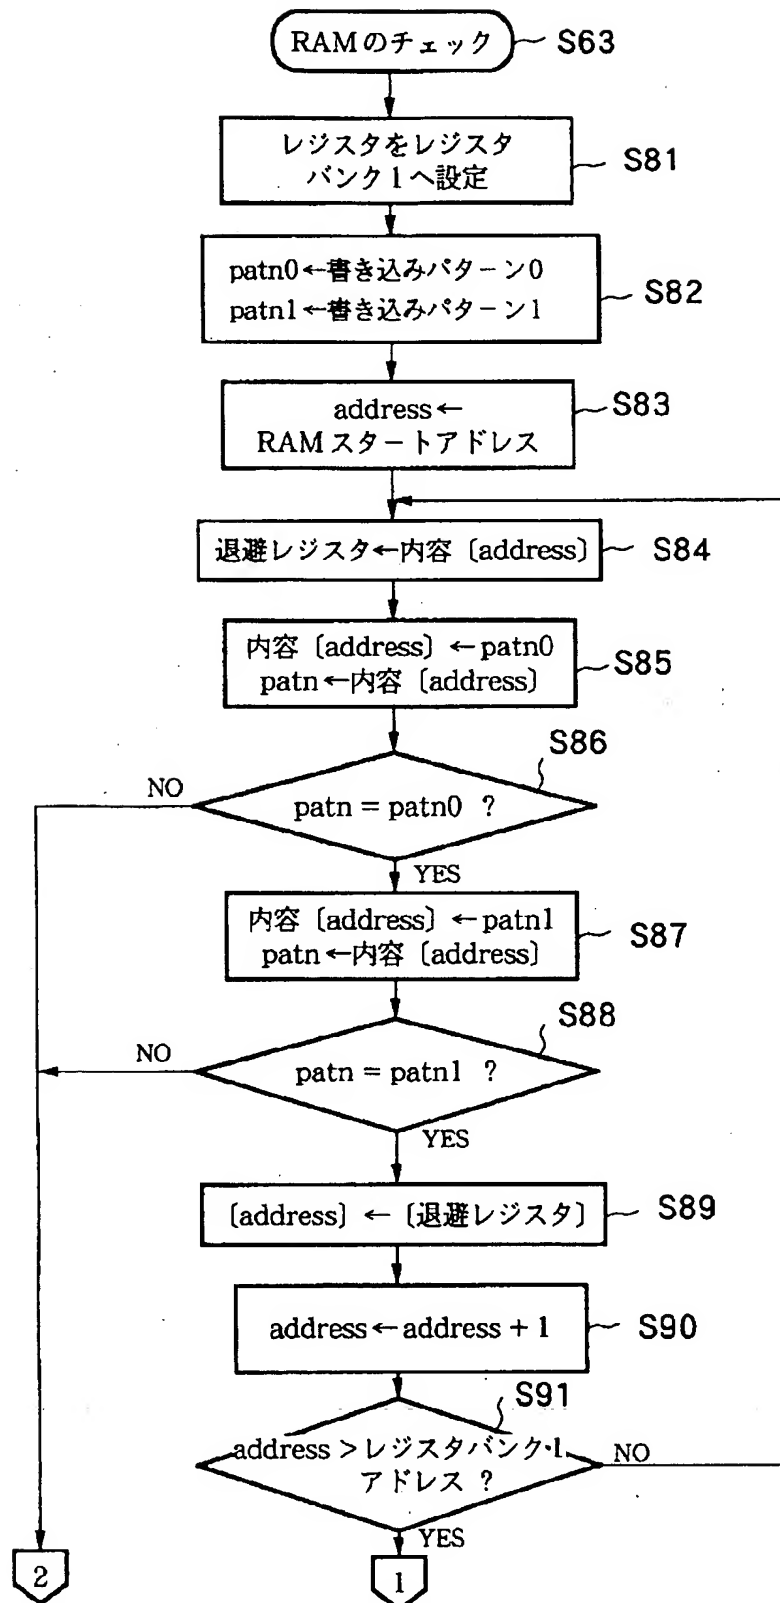 RAMのチェック
S63
レジスタをレジスタ
バンク1へ設定
S81
patn0←書き込みパターン0
patn1←書き込みパターン1
S82
address←
RAMスタートアドレス
S83
退避レジスタ←内容〔address〕
S84
内容〔address〕←patn0
patn←内容〔address〕
S85
S86
NO
patn = patn0 ?
YES
内容〔address〕←patn1
patn←内容〔address〕
S87
S88
NO
patn = patn1 ?
YES
〔address〕←〔退避レジスタ〕
S89
address←address + 1
S90
S91
address > レジスタバンク・1
アドレス ?
NO
YES
2
1